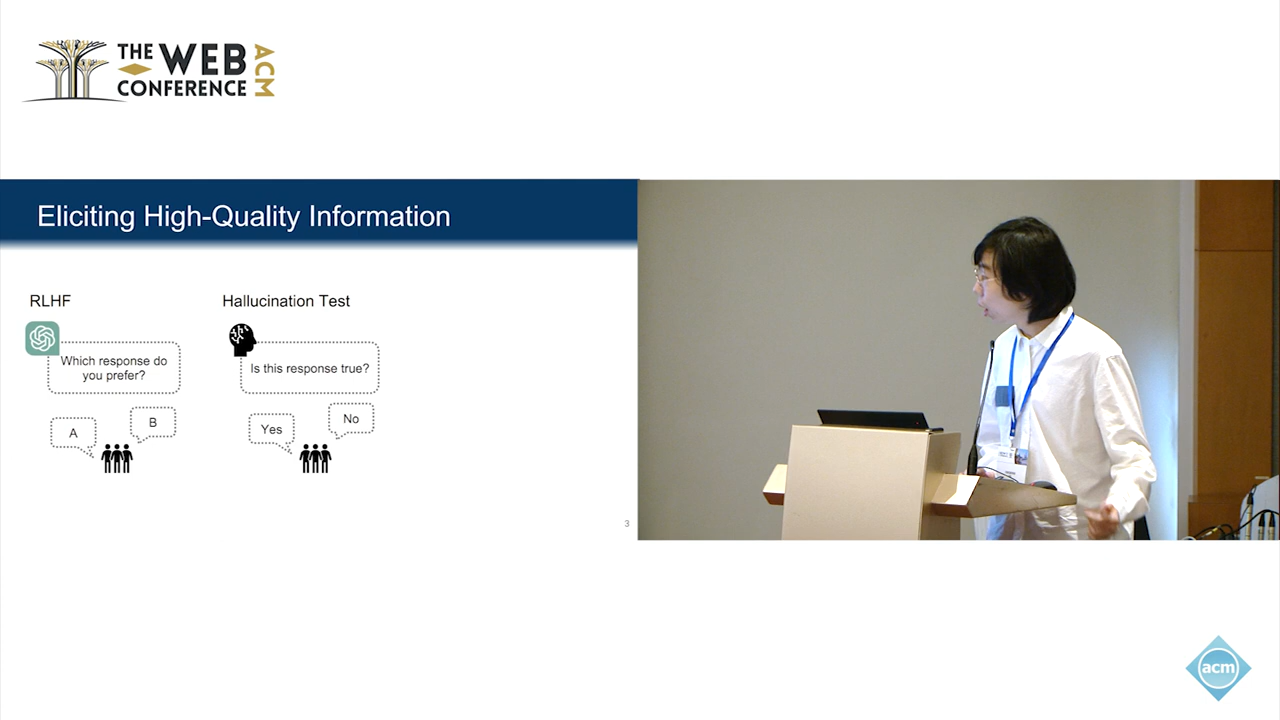 THE WEB
CONFERENCE
ACM
Eliciting High-Quality Information
RLHF
Which response do
you prefer?
A
B
Hallucination Test
Is this response true?
Yes
No
3
acm